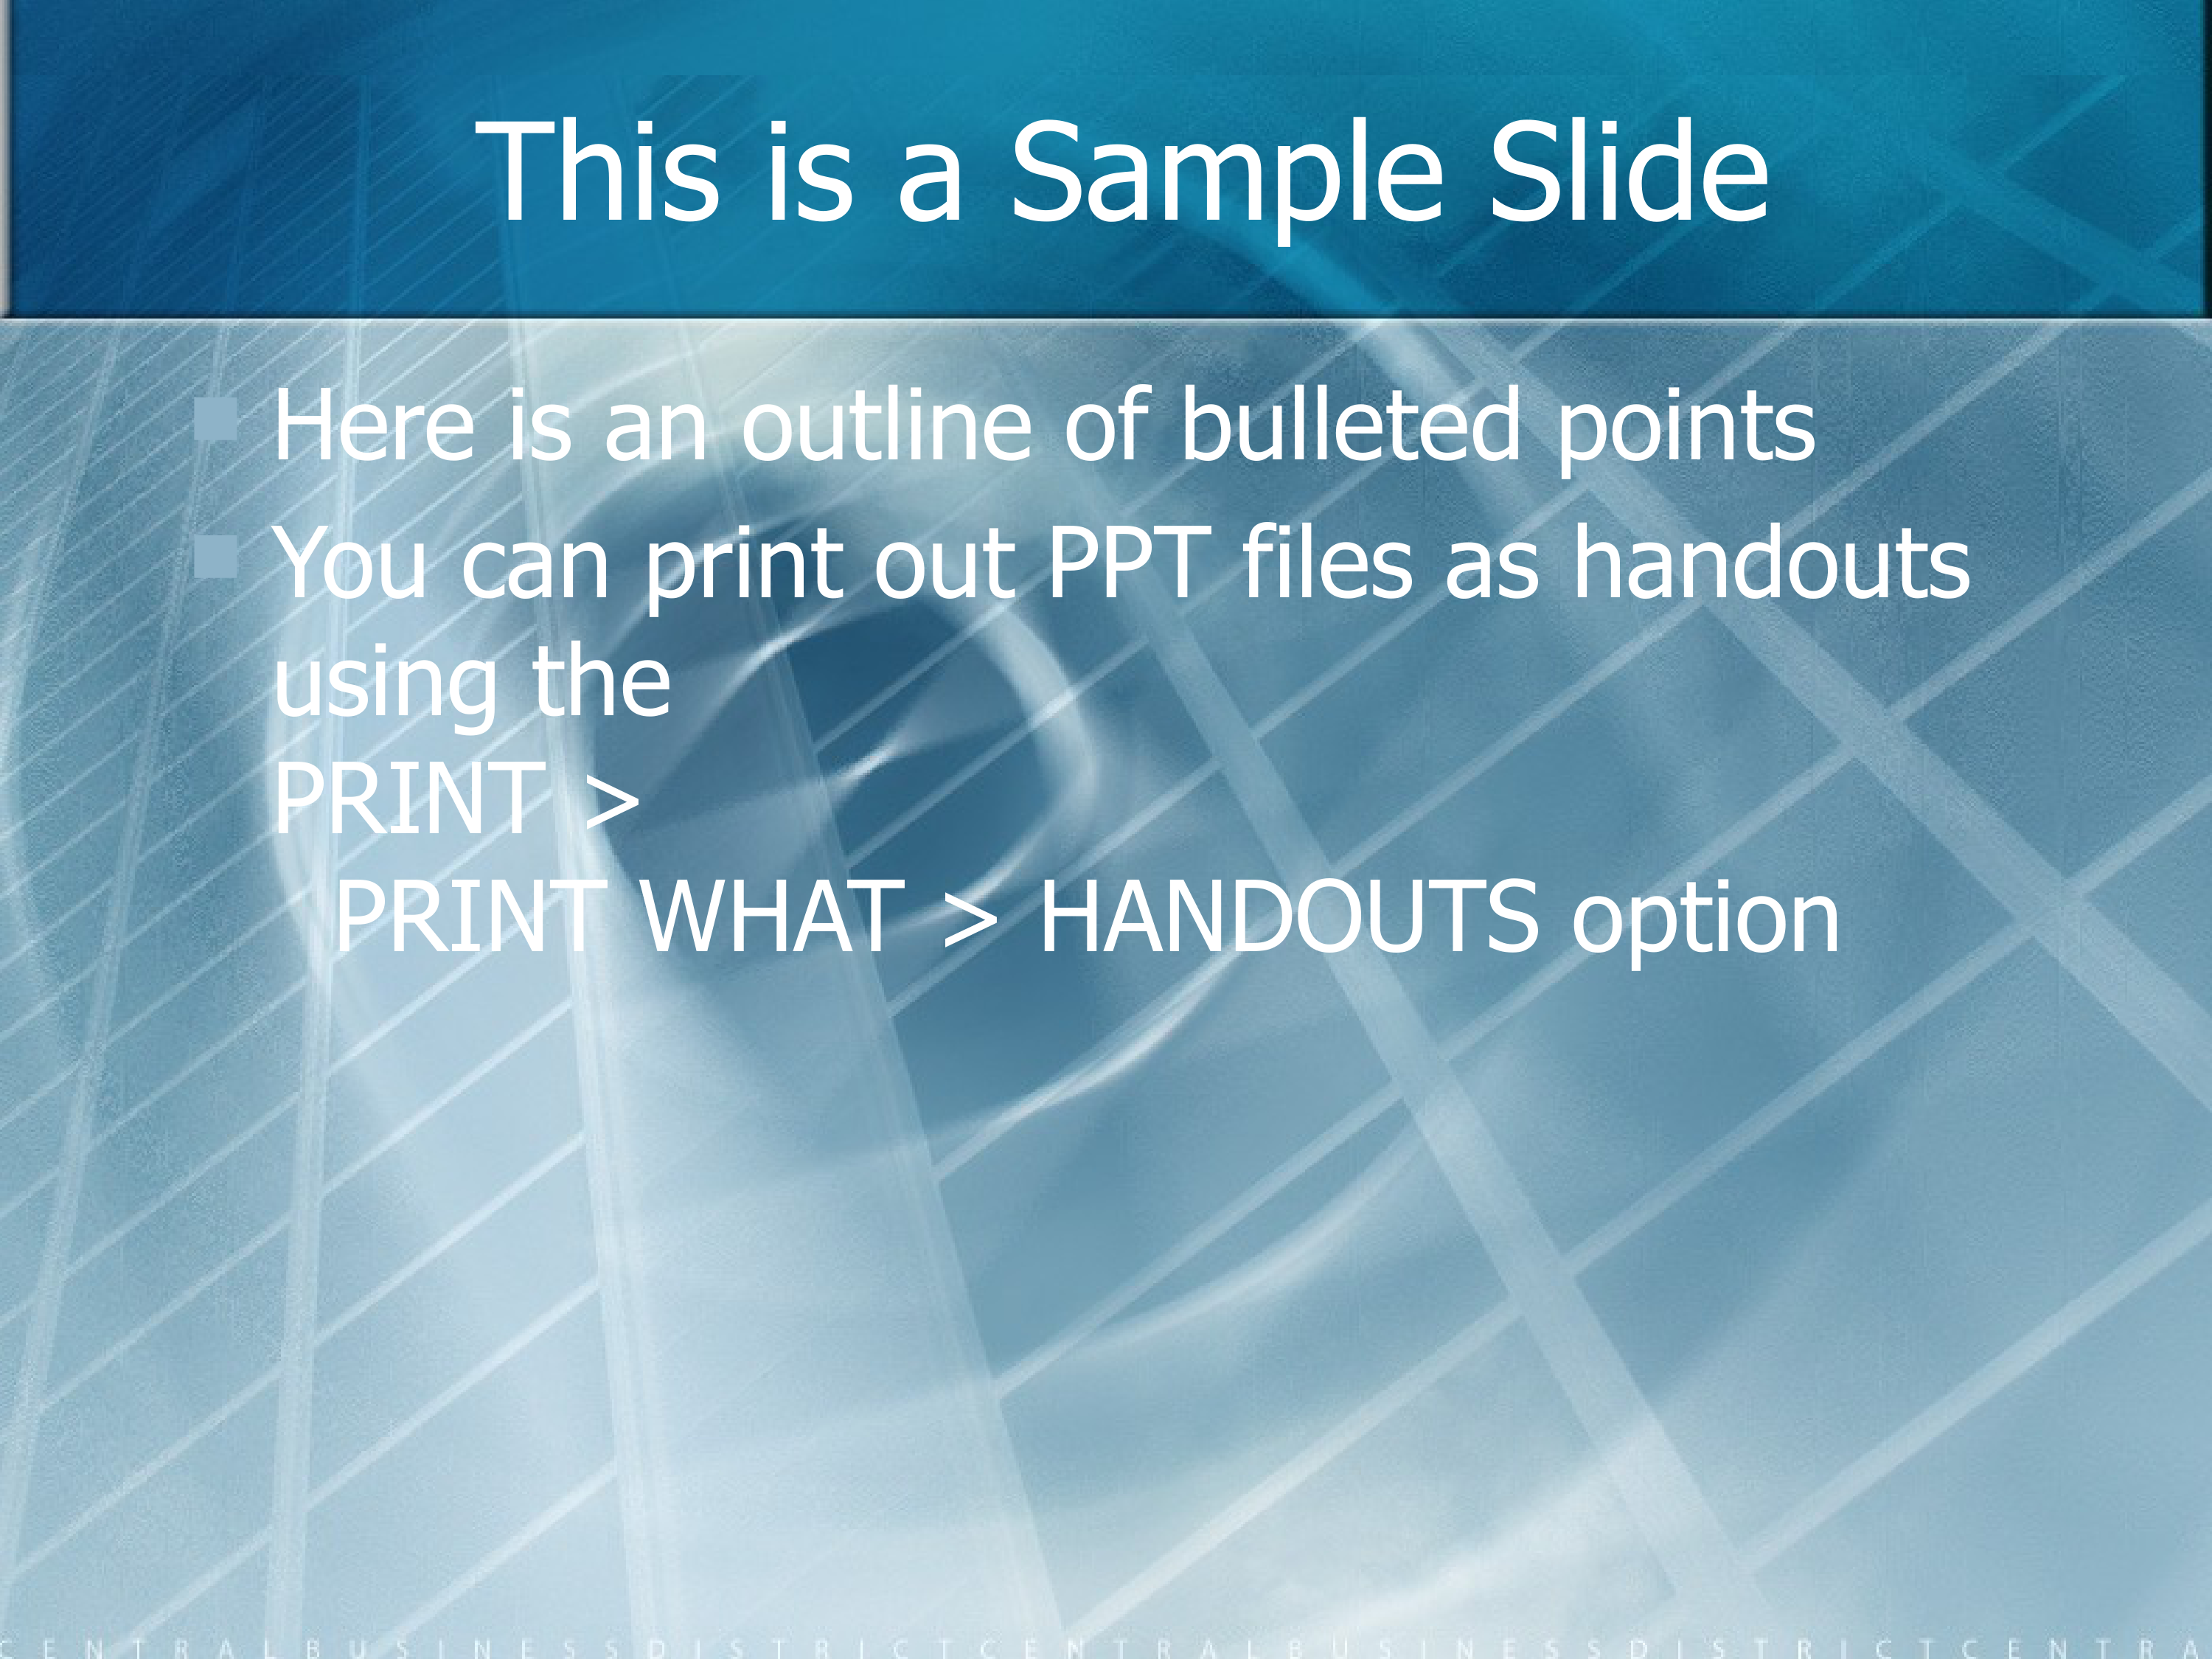 This is a Sample Slide
Here is an outline of bulleted points
You can print out PPT files as handouts
using the
PRINT >
PRINT WHAT > HANDOUTS option
CENTRALBUSINESSDISTRICTCENTRALBUSINESSDISTRICTCENTRA